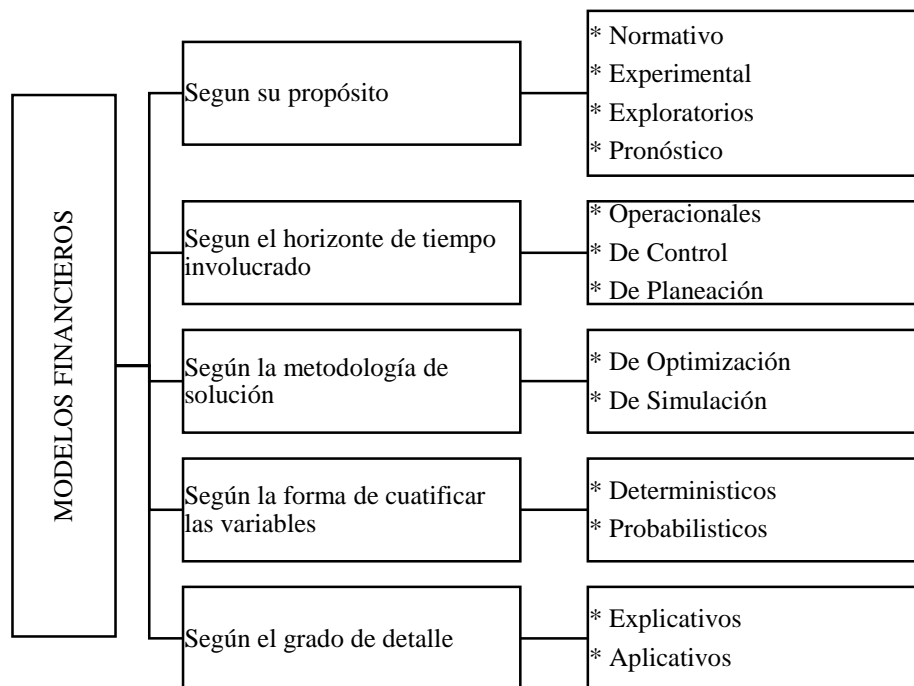 MODELOS FINANCIEROS
Segun su propósito
* Normativo
* Experimental
* Exploratorios
* Pronóstico
Segun el horizonte de tiempo
involucrado
* Operacionales
* De Control
* De Planeación
Según la metodología de
solución
* De Optimización
* De Simulación
Según la forma de cuatificar
las variables
* Deterministicos
* Probabilisticos
Según el grado de detalle
* Explicativos
* Aplicativos